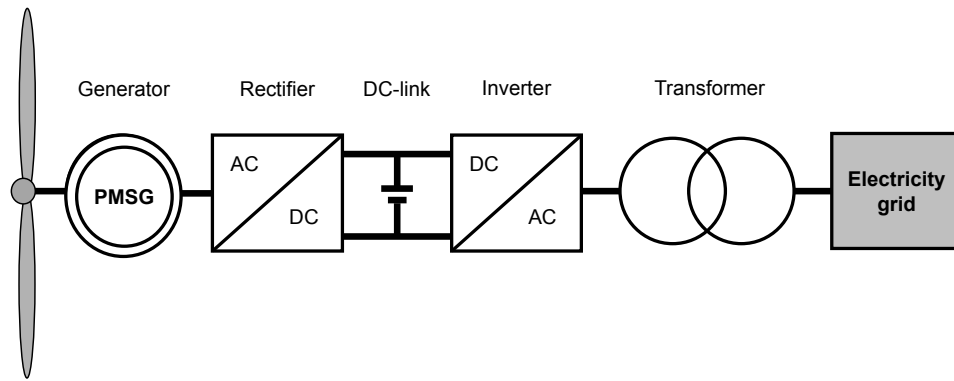 Generator
Rectifier
DC-link
Inverter
Transformer
PMSG
AC
DC
DC
AC
Electricity
grid